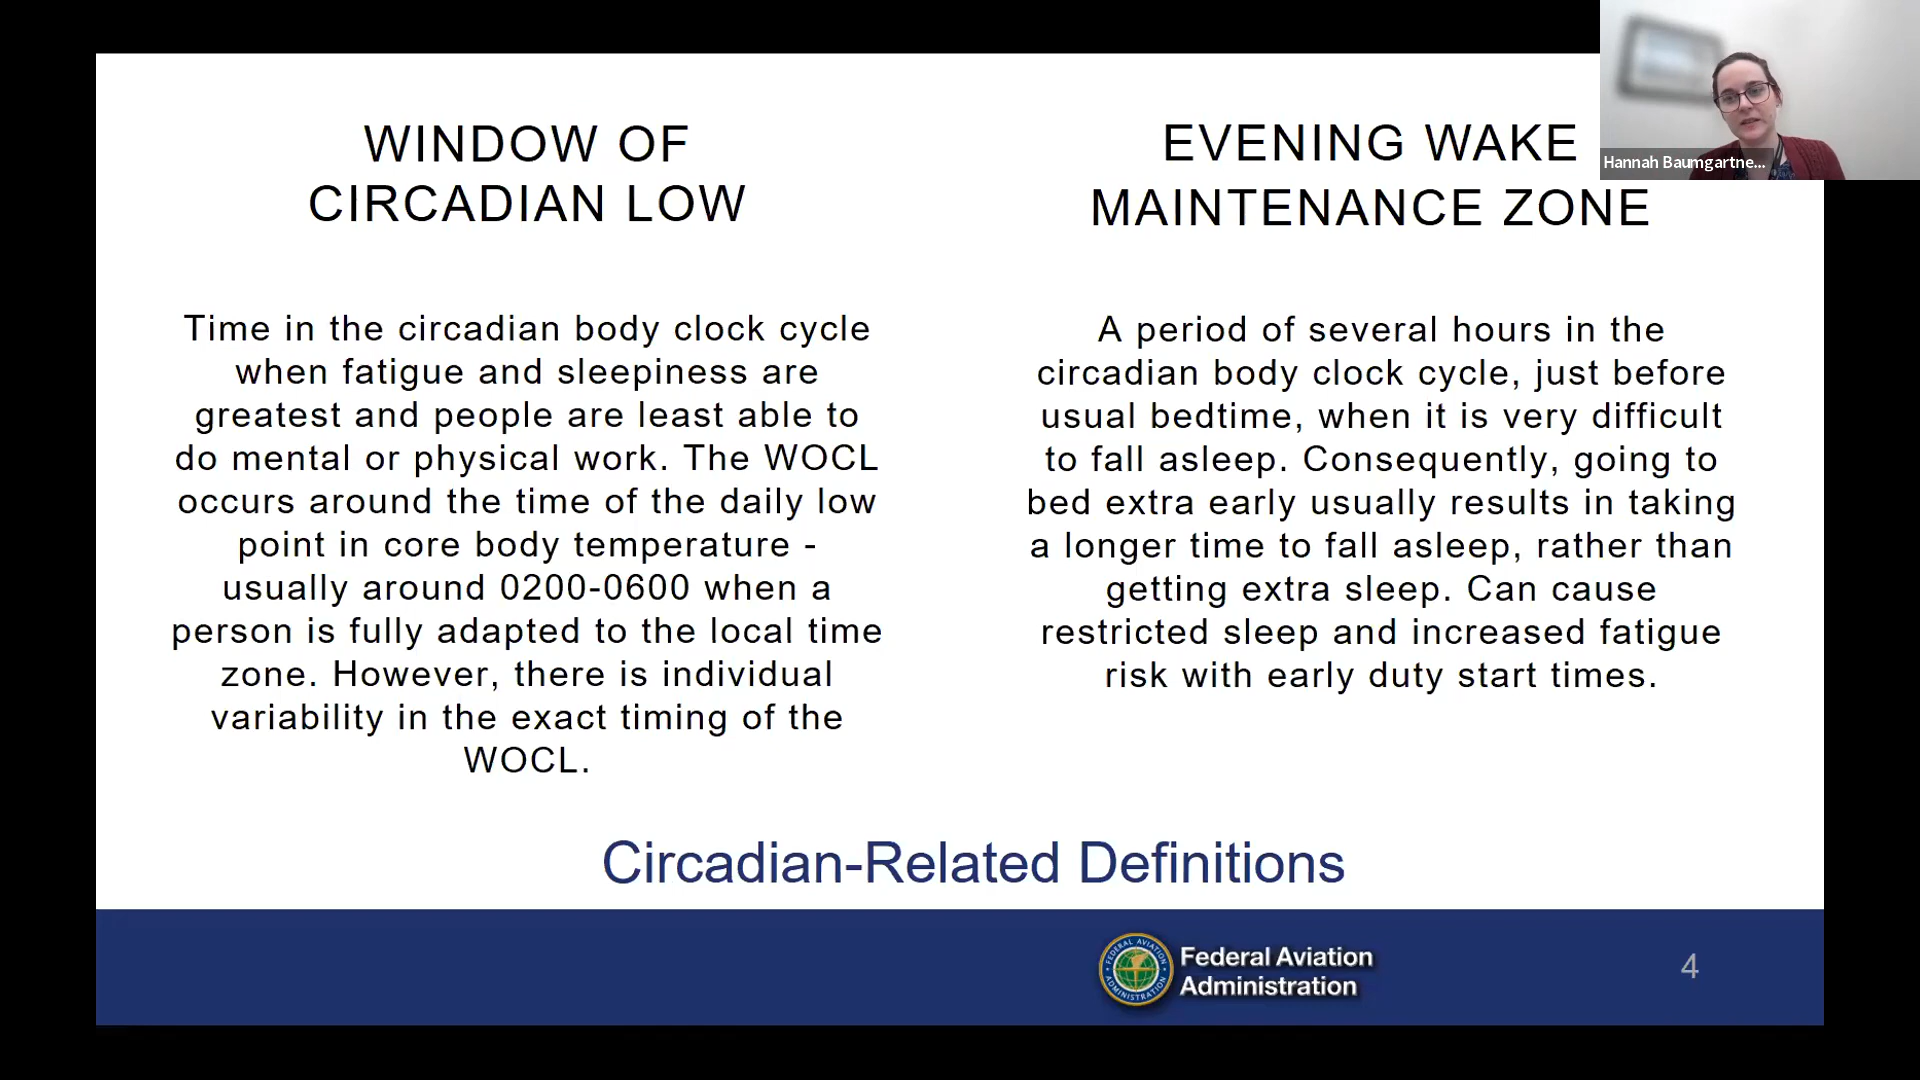 WINDOW OF
CIRCADIAN LOW
Time in the circadian body clock cycle
when fatigue and sleepiness are
greatest and people are least able to
do mental or physical work. The WOCL
occurs around the time of the daily low
point in core body temperature -
usually around 0200-0600 when a
person is fully adapted to the local time
zone. However, there is individual
variability in the exact timing of the
WOCL.
EVENING WAKE
MAINTENANCE ZONE
A period of several hours in the
circadian body clock cycle, just before
usual bedtime, when it is very difficult
to fall asleep. Consequently, going to
bed extra early usually results in taking
a longer time to fall asleep, rather than
getting extra sleep. Can cause
restricted sleep and increased fatigue
risk with early duty start times.
Hannah Baumgartne...
Circadian-Related Definitions
FEDERAL AVIATION
ADMINISTRATION
Federal Aviation
Administration
4